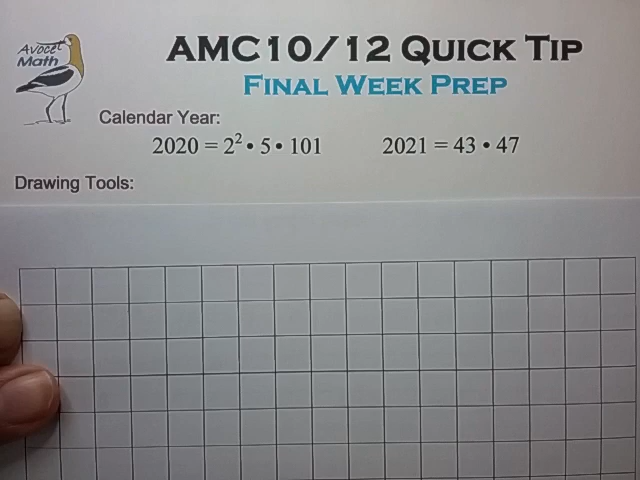 Avocet
Math
AMC10/12 QUICK TIP
FINAL WEEK PREP
Calendar Year:
2020 = 2² • 5 • 101 2021 = 43 • 47
Drawing Tools: